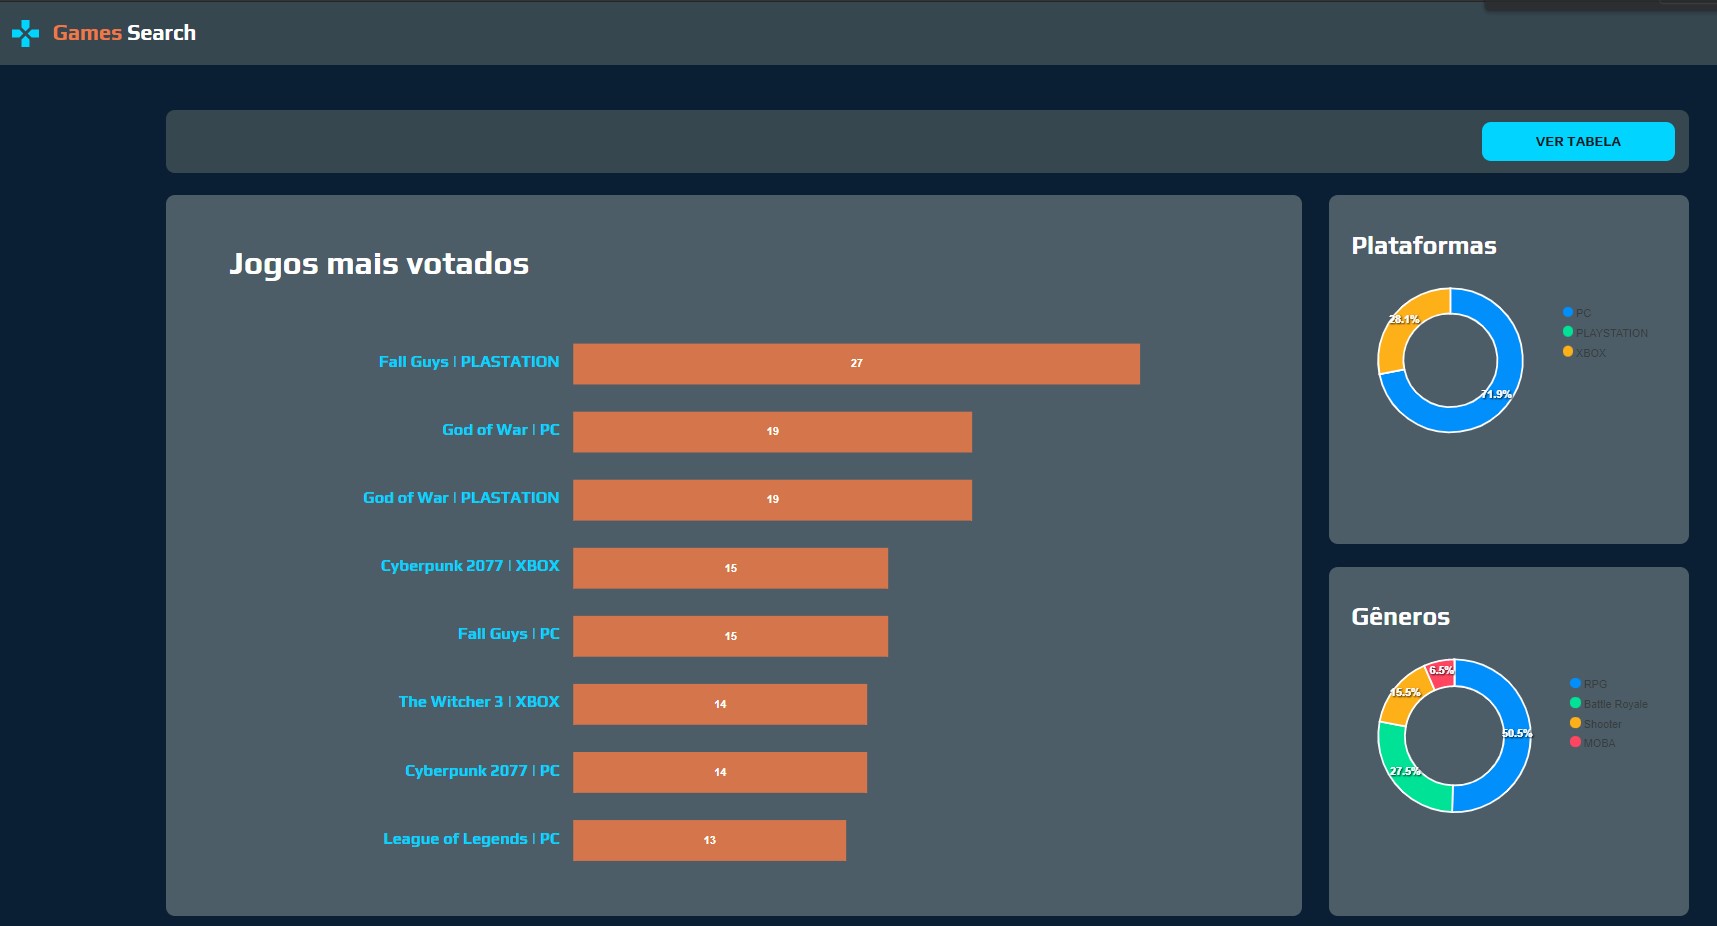 Games Search
VER TABELA
Jogos mais votados
Fall Guys | PLASTATION 27
God of War | PC 19
God of War | PLASTATION 19
Cyberpunk 2077 | XBOX 15
Fall Guys | PC 15
The Witcher 3 | XBOX 14
Cyberpunk 2077 | PC 14
League of Legends | PC 13
Plataformas
28.1%
71.9%
PC
PLAYSTATION
XBOX
Gêneros
6.5%
15.5%
50.5%
27.5%
RPG
Battle Royale
Shooter
MOBA